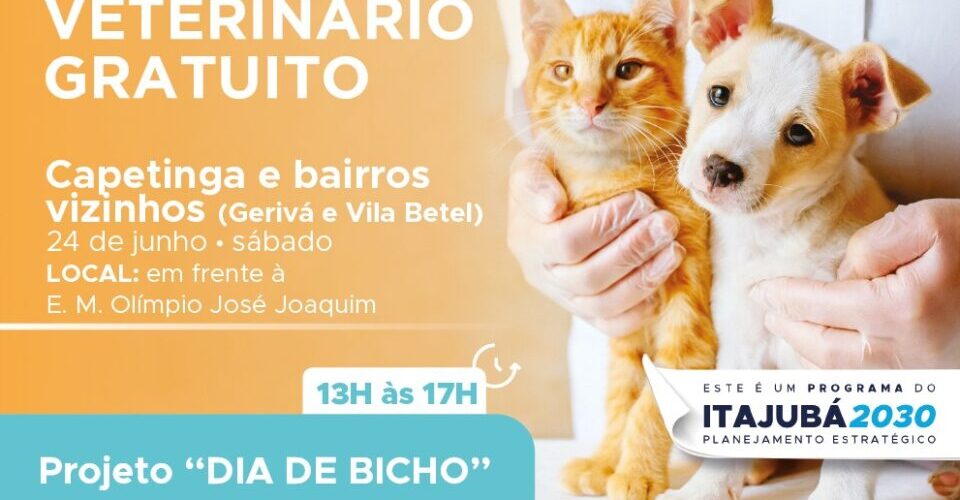 VETERINÁRIO
GRATUITO
Capetinga e bairros
vizinhos (Gerivá e Vila Betel)
24 de junho • sábado
LOCAL: em frente à
E. M. Olímpio José Joaquim
13H às 17H
Projeto “DIA DE BICHO”
ESTE É UM PROGRAMA DO
ITAJUBÁ2030
PLANEJAMENTO ESTRATÉGICO